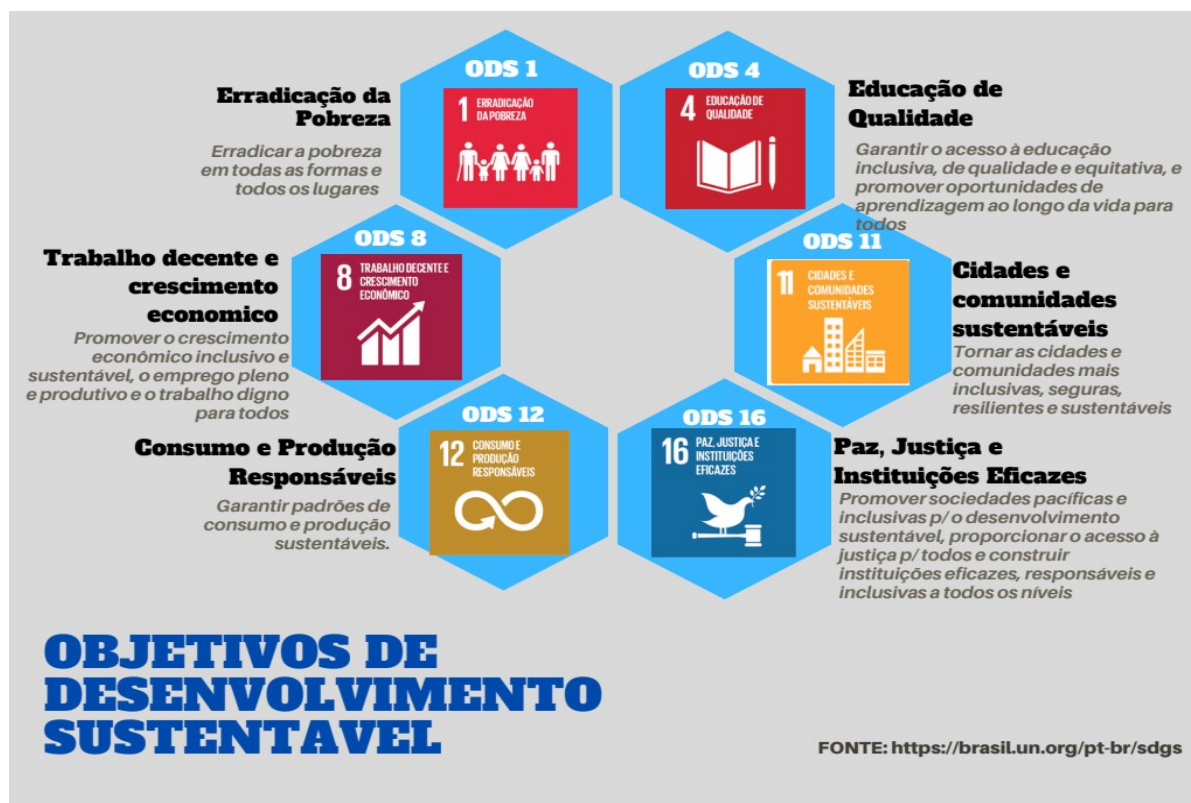 ODS 1
1 ERRADICAÇÃO
DA POBREZA
Erradicação da
Pobreza
Erradicar a pobreza
em todas as formas e
todos os lugares
ODS 4
4 EDUCAÇÃO DE
QUALIDADE
Educação de
Qualidade
Garantir o acesso à educação
inclusiva, de qualidade e equitativa, e
promover oportunidades de
aprendizagem ao longo da vida para
todos
ODS 8
8 TRABALHO DECENTE E
CRESCIMENTO
ECONÔMICO
Trabalho decente e
crescimento
economico
Promover o crescimento
econômico inclusivo e
sustentável, o emprego pleno
e produtivo e o trabalho digno
para todos
ODS 11
11 CIDADES E
COMUNIDADES
SUSTENTÁVEIS
Cidades e
comunidades
sustentáveis
Tornar as cidades e
comunidades mais
inclusivas, seguras,
resilientes e sustentáveis
ODS 12
12 CONSUMO E
PRODUÇÃO
RESPONSÁVEIS
Consumo e Produção
Responsáveis
Garantir padrões de
consumo e produção
sustentáveis.
ODS 16
16 PAZ, JUSTIÇA E
INSTITUIÇÕES
EFICAZES
Paz, Justiça e
Instituições Eficazes
Promover sociedades pacíficas e
inclusivas p/ o desenvolvimento
sustentável, proporcionar o acesso à
justiça p/ todos e construir
instituições eficazes, responsáveis e
inclusivas a todos os níveis
OBJETIVOS DE
DESENVOLVIMENTO
SUSTENTAVEL
FONTE: https://brasil.un.org/pt-br/sdgs